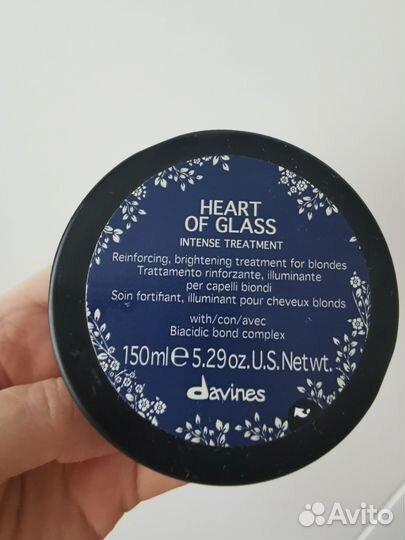 HEART
OF GLASS
INTENSE TREATMENT
Reinforcing, brightening treatment for blondes
Trattamento rinforzante, illuminante
per capelli biondi
Soin fortifiant, illuminant pour cheveux blonds
with/con/avec
Biacidic bond complex
150ml e 5.29oz.U.S.Net wt.
davines
Avito